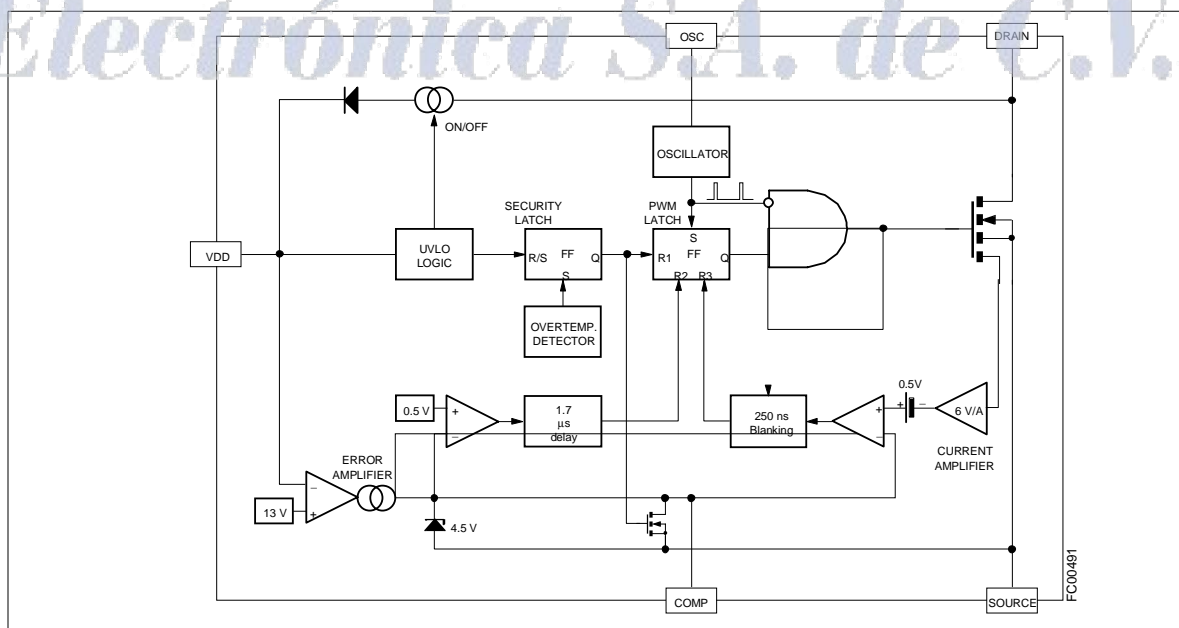 Electrónica S.A. de C.V.
OSC
DRAIN
ON/OFF
OSCILLATOR
SECURITY
LATCH
PWM
LATCH
VDD
UVLO
LOGIC
R/S FF Q
S
S
R1 FF Q
R2 R3
OVERTEMP.
DETECTOR
0.5 V
+
−
1.7
µs
delay
250 ns
Blanking
+
−
0.5V
+ −
6 V/A
CURRENT
AMPLIFIER
ERROR
AMPLIFIER
−
+
13 V
4.5 V
COMP
SOURCE
FC00491